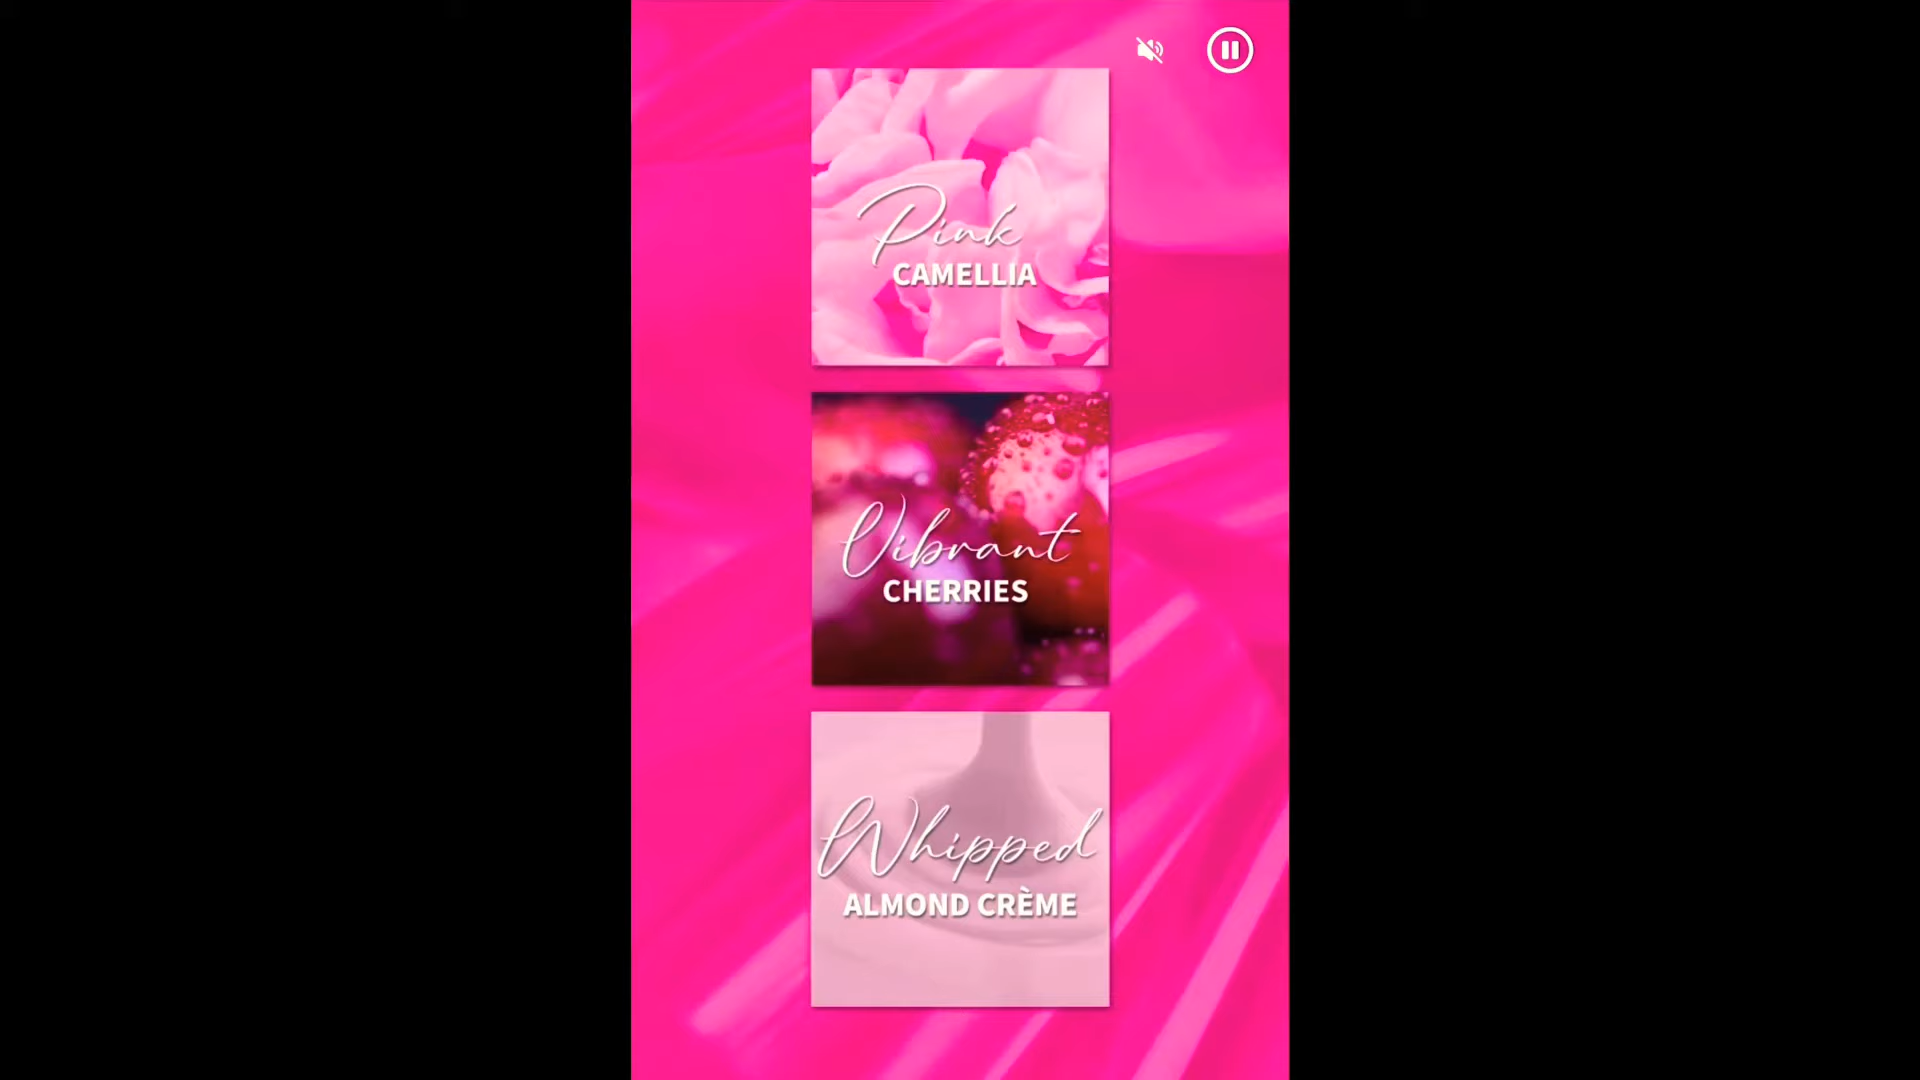 Pink
CAMELLIA
Vibrant
CHERRIES
Whipped
ALMOND CRÈME